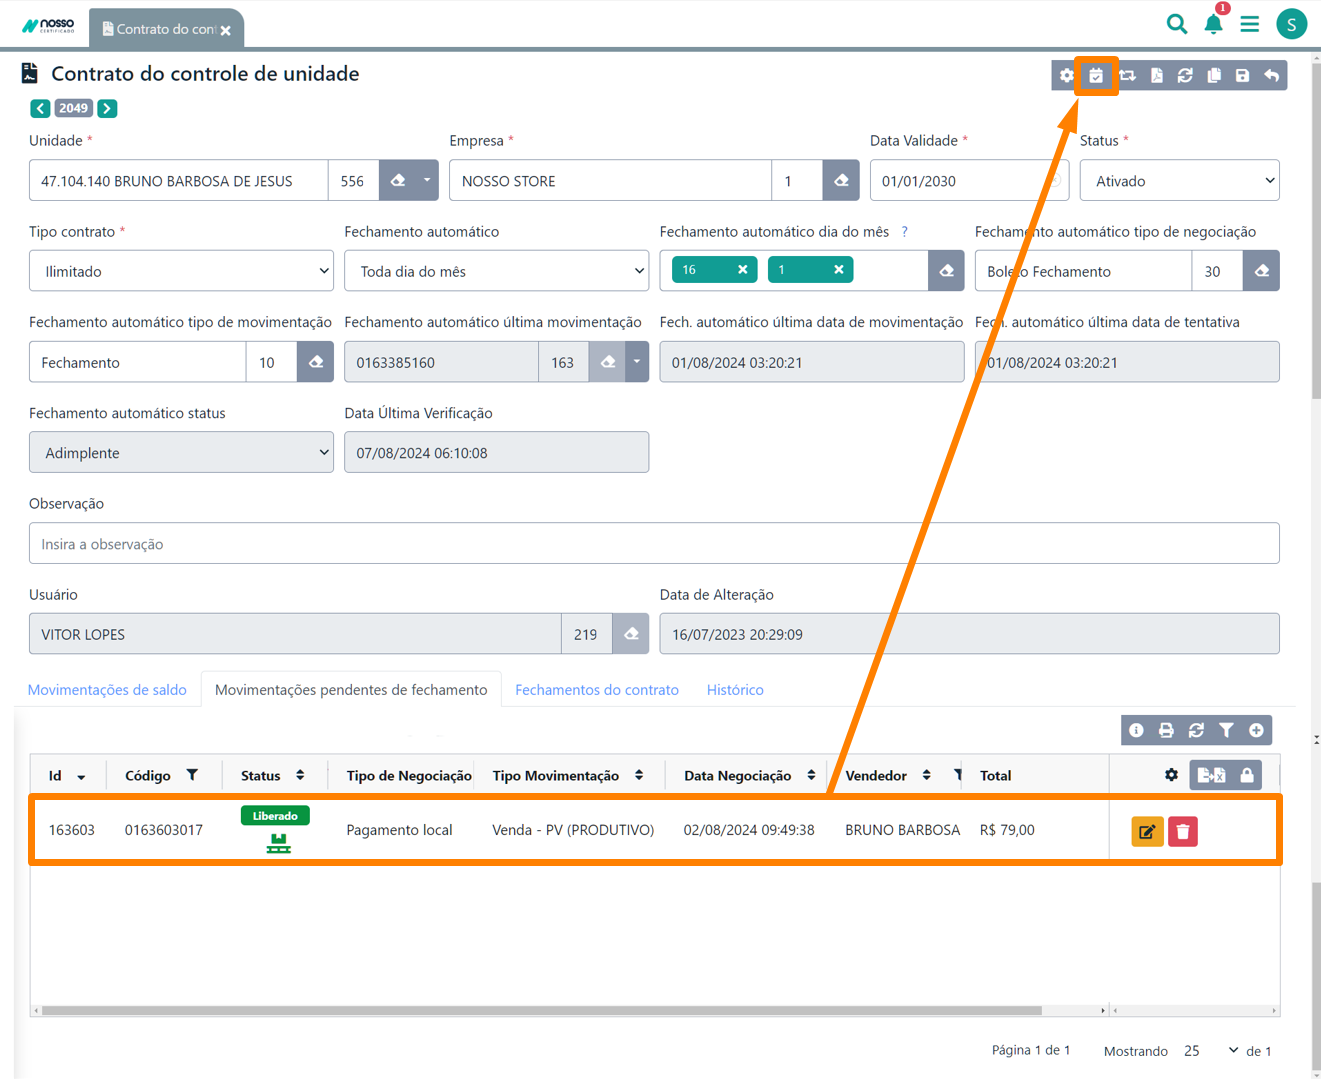 nosso
CERTIFICADO
Contrato do cont
1
S
Contrato do controle de unidade
2049
Unidade *
Empresa *
Data Validade *
Status *
47.104.140 BRUNO BARBOSA DE JESUS
556
NOSSO STORE
1
01/01/2030
Ativado
Tipo contrato *
Fechamento automático
Fechamento automático dia do mês ?
Fechamento automático tipo de negociação
Ilimitado
Toda dia do mês
16
1
Boleto Fechamento
30
Fechamento automático tipo de movimentação
Fechamento automático última movimentação
Fech. automático última data de movimentação
Fech. automático última data de tentativa
Fechamento
10
0163385160
163
01/08/2024 03:20:21
01/08/2024 03:20:21
Fechamento automático status
Data Última Verificação
Adimplente
07/08/2024 06:10:08
Observação
Insira a observação
Usuário
Data de Alteração
VITOR LOPES
219
16/07/2023 20:29:09
Movimentações de saldo
Movimentações pendentes de fechamento
Fechamentos do contrato
Histórico
Id
Código
Status
Tipo de Negociação
Tipo Movimentação
Data Negociação
Vendedor
Total
163603
0163603017
Liberado
Pagamento local
Venda - PV (PRODUTIVO)
02/08/2024 09:49:38
BRUNO BARBOSA
R$ 79,00
Página 1 de 1
Mostrando 25 de 1